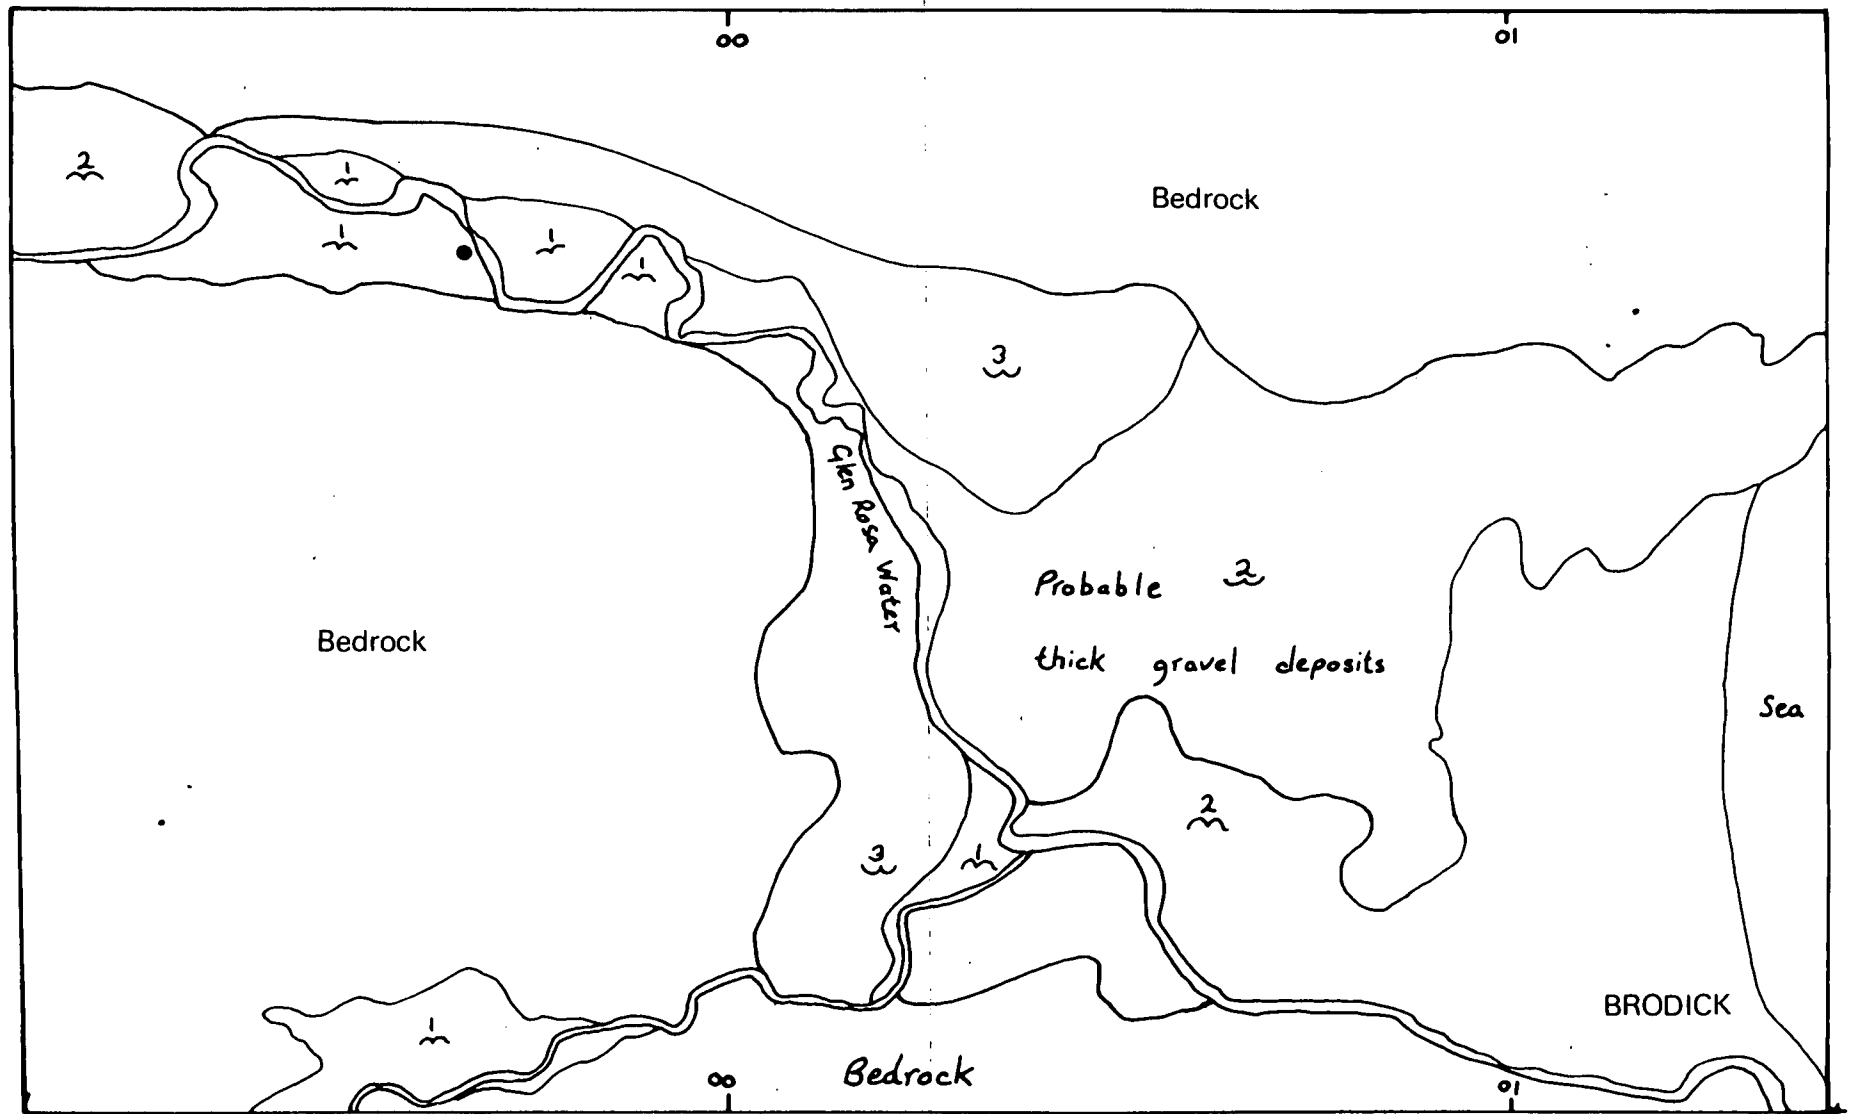 00 01
2
1
Bedrock
1
1
1
3
Glen Rosa Water
Probable 2
thick gravel deposits
Bedrock
Sea
2
3
1
BRODICK
1
Bedrock
00 01